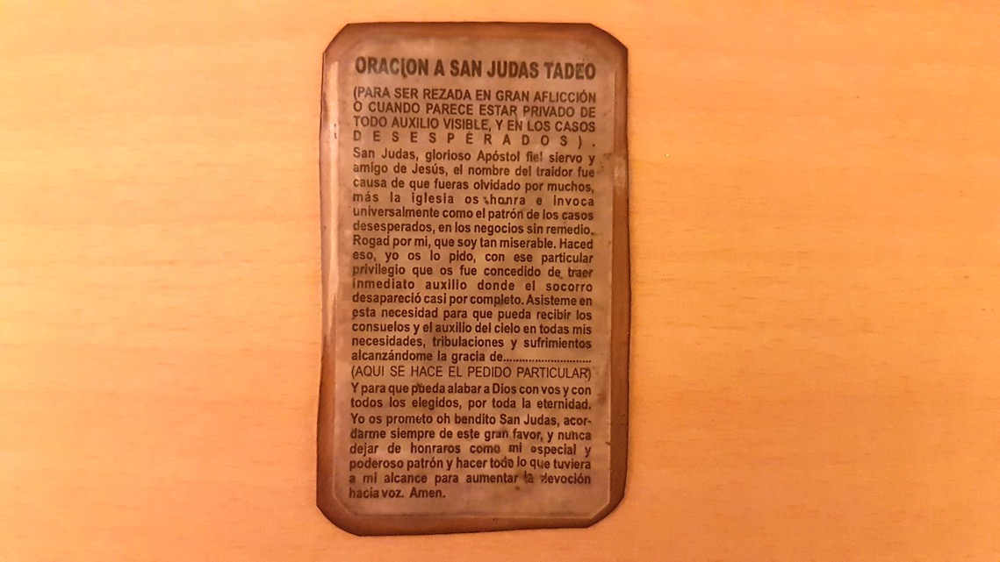 ORACION A SAN JUDAS TADEO
(PARA SER REZADA EN GRAN AFLICCIÓN
O CUANDO PARECE ESTAR PRIVADO DE
TODO AUXILIO VISIBLE, Y EN LOS CASOS
DESESPERADOS).
San Judas, glorioso Apóstol fiel siervo y
amigo de Jesús, el nombre del traidor fue
causa de que fueras olvidado por muchos,
más la iglesia os honra e invoca
universalmente como el patrón de los casos
desesperados, en los negocios sin remedio.
Rogad por mi, que soy tan miserable. Haced
eso, yo os lo pido, con ese particular
privilegio que os fue concedido de traer
inmediato auxilio donde el socorro
desapareció casi por completo. Asisteme en
esta necesidad para que pueda recibir los
consuelos y el auxilio del cielo en todas mis
necesidades, tribulaciones y sufrimientos
alcanzándome la gracia de............................
(AQUI SE HACE EL PEDIDO PARTICULAR)
Y para que pueda alabar a Dios con vos y con
todos los elegidos, por toda la eternidad.
Yo os prometo oh bendito San Judas, acor-
darme siempre de este gran favor, y nunca
dejar de honraros como mi especial y
poderoso patrón y hacer todo lo que tuviera
a mi alcance para aumentar la devoción
hacia voz. Amen.